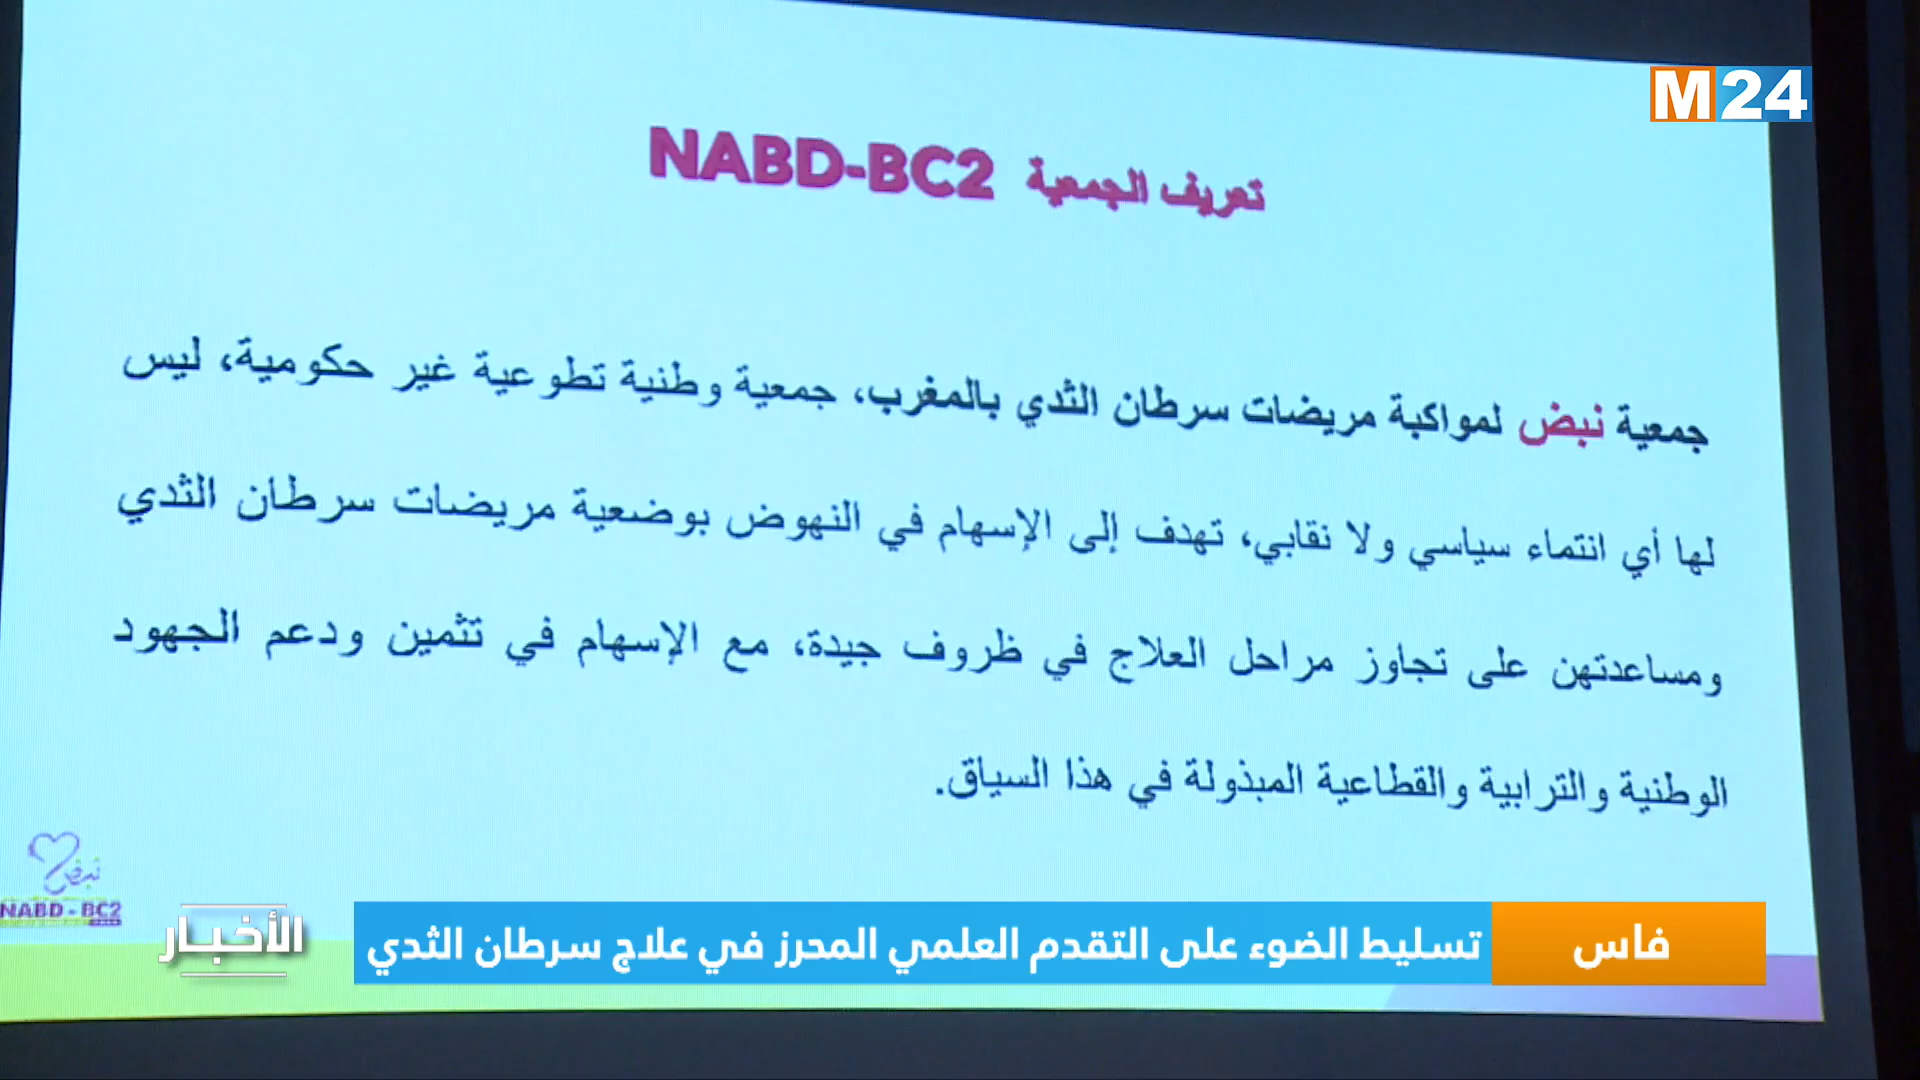 M24
تعريف الجمعية NABD-BC2
جمعية نبض لمواكبة مريضات سرطان الثدي بالمغرب، جمعية وطنية تطوعية غير حكومية، ليس
لها أي انتماء سياسي ولا نقابي، تهدف إلى الإسهام في النهوض بوضعية مريضات سرطان الثدي
ومساعدتهن على تجاوز مراحل العلاج في ظروف جيدة، مع الإسهام في تثمين ودعم الجهود
الوطنية والترابية والقطاعية المبذولة في هذا السياق.
نبض
NABD - BC2
فاس
تسليط الضوء على التقدم العلمي المحرز في علاج سرطان الثدي
الأخبار